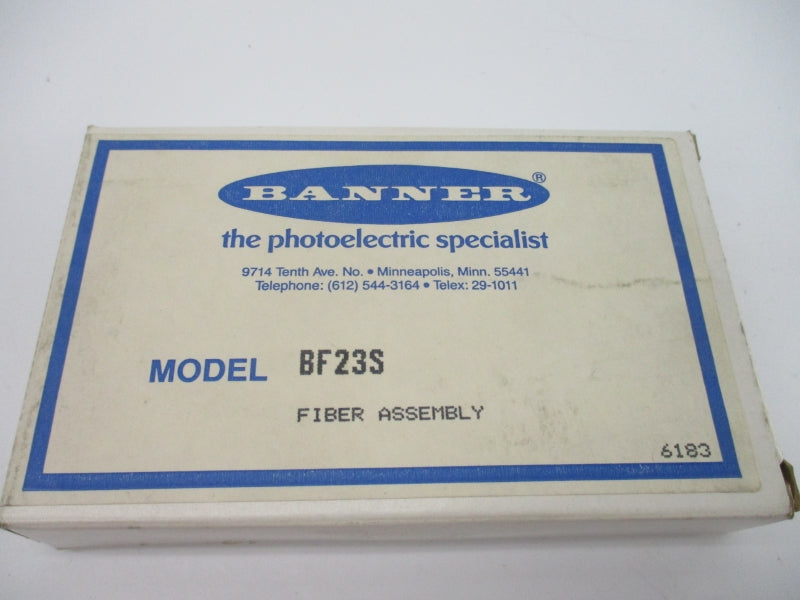 BANNER®
the photoelectric specialist
9714 Tenth Ave. No. • Minneapolis, Minn. 55441
Telephone: (612) 544-3164 • Telex: 29-1011
MODEL BF23S
FIBER ASSEMBLY
6183